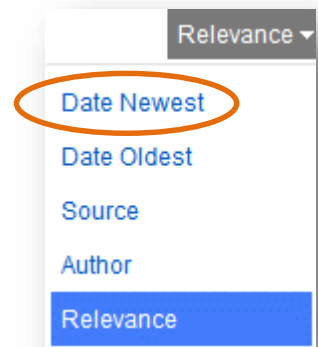 Relevance
Date Newest
Date Oldest
Source
Author
Relevance